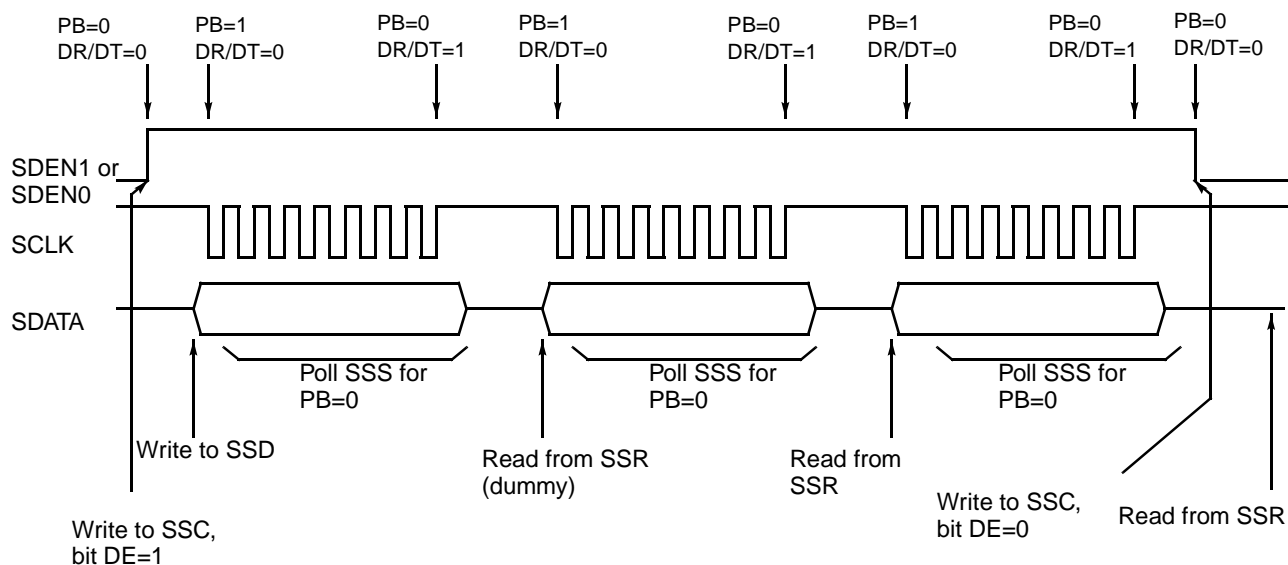 PB=0
DR/DT=0
PB=1
DR/DT=0
PB=0
DR/DT=1
PB=1
DR/DT=0
PB=0
DR/DT=1
PB=1
DR/DT=0
PB=0
DR/DT=1
PB=0
DR/DT=0
SDEN1 or
SDEN0
SCLK
SDATA
Poll SSS for
PB=0
Poll SSS for
PB=0
Poll SSS for
PB=0
Write to SSD
Read from SSR
(dummy)
Read from
SSR
Write to SSC,
bit DE=0
Read from SSR
Write to SSC,
bit DE=1